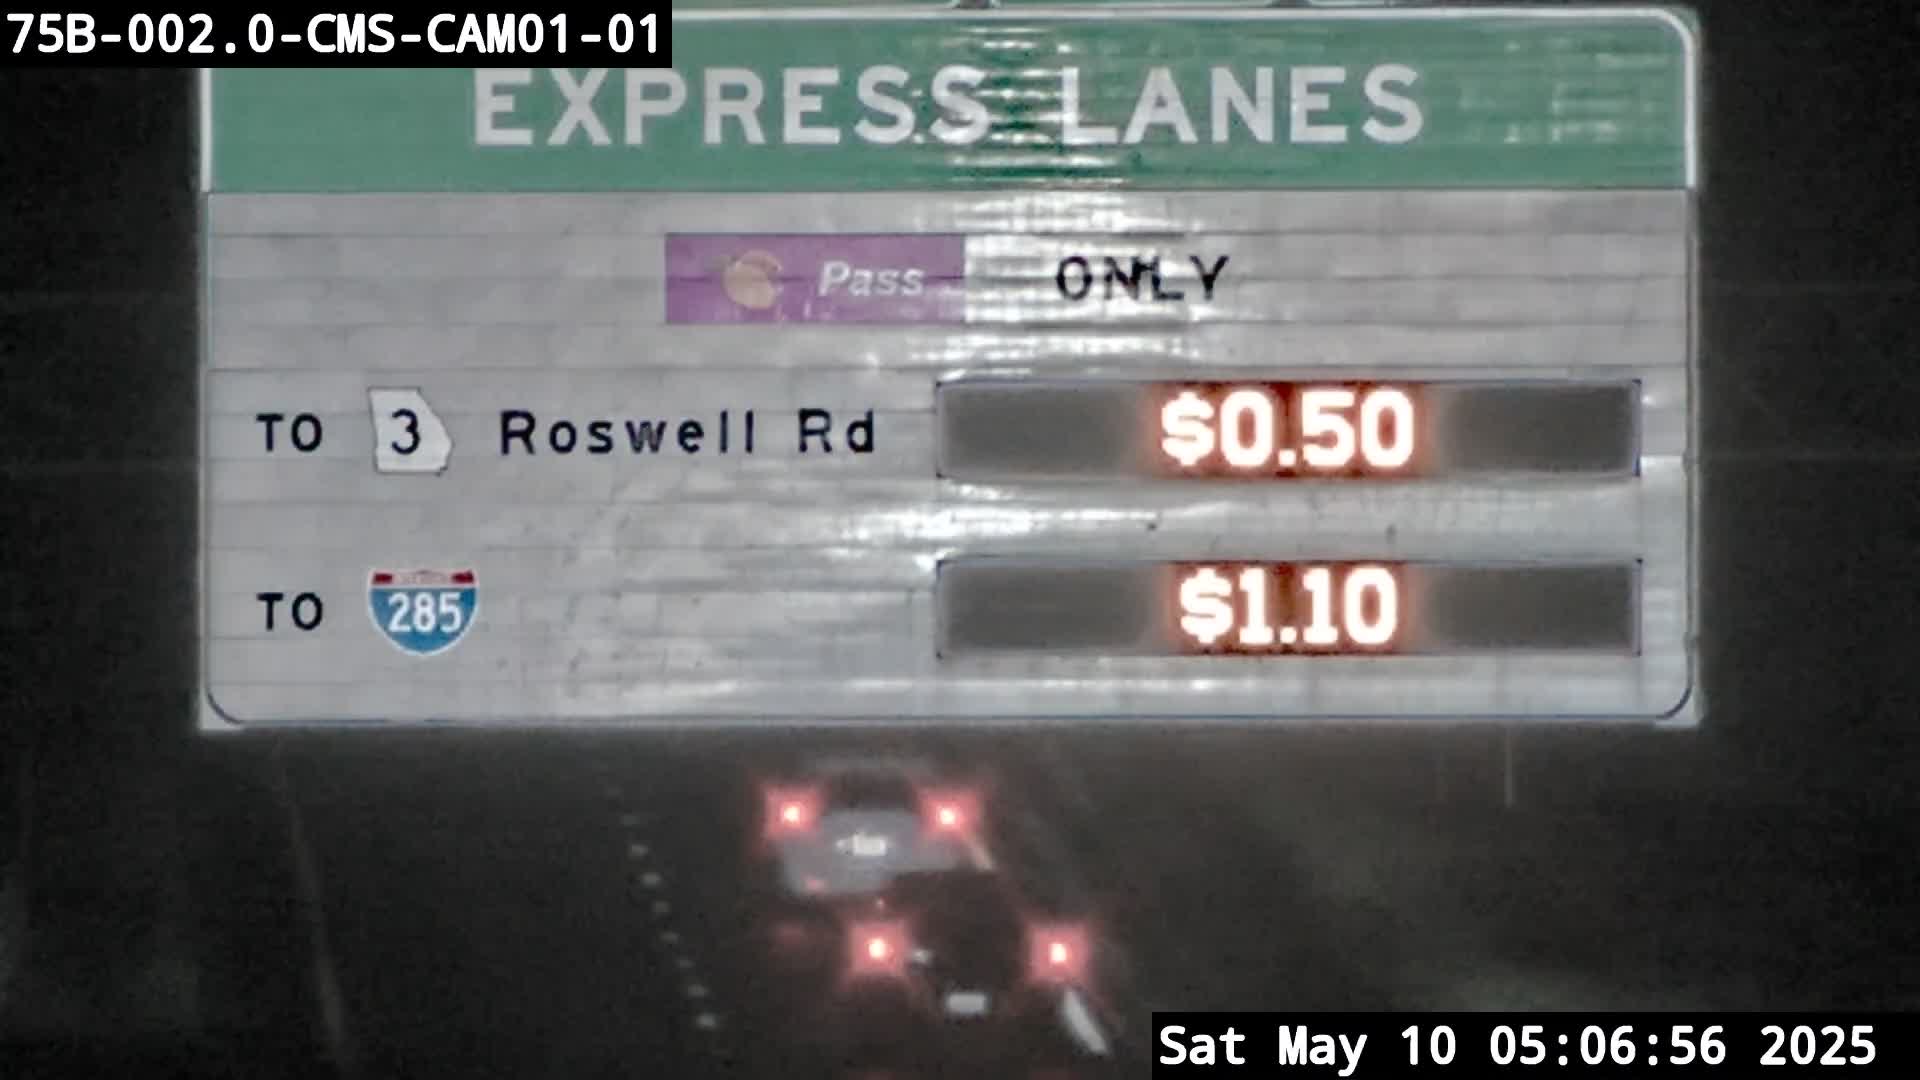 75B-002.0-CMS-CAM01-01
EXPRESS LANES
Pass ONLY
TO 3 Roswell Rd $0.50
TO 285 $1.10
Sat May 10 05:06:56 2025